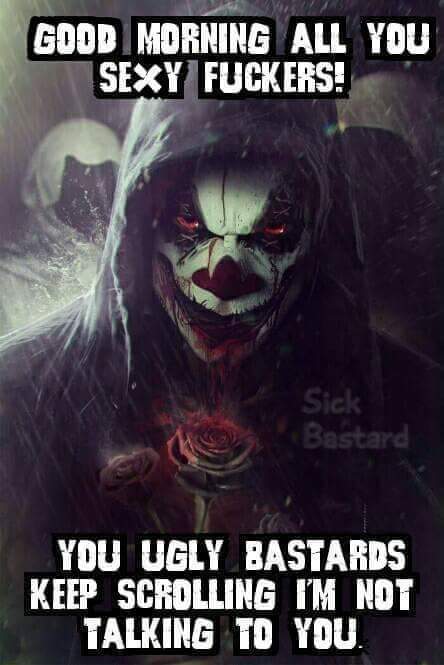 GOOD MORNING ALL YOU
SEXY FUCKERS!
Sick
Bastard
YOU UGLY BASTARDS
KEEP SCROLLING I'M NOT
TALKING TO YOU.